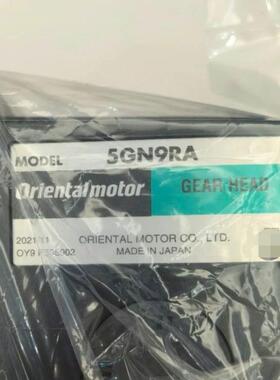 MODEL 5GN9RA
Orientalmotor GEAR HEAD
2021 11 ORIENTAL MOTOR CO., LTD.
MADE IN JAPAN